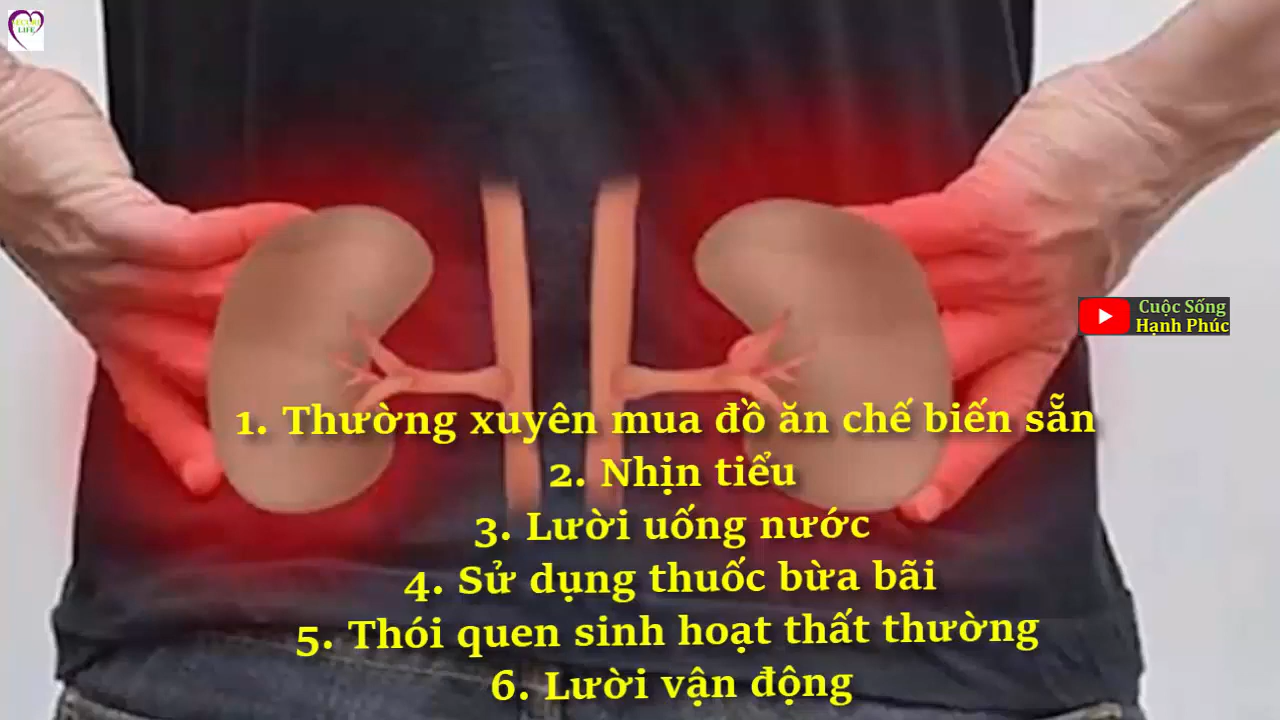 LIFE
Cuộc Sống
Hạnh Phúc
1. Thường xuyên mua đồ ăn chế biến sẵn
2. Nhịn tiểu
3. Lười uống nước
4. Sử dụng thuốc bừa bãi
5. Thói quen sinh hoạt thất thường
6. Lười vận động